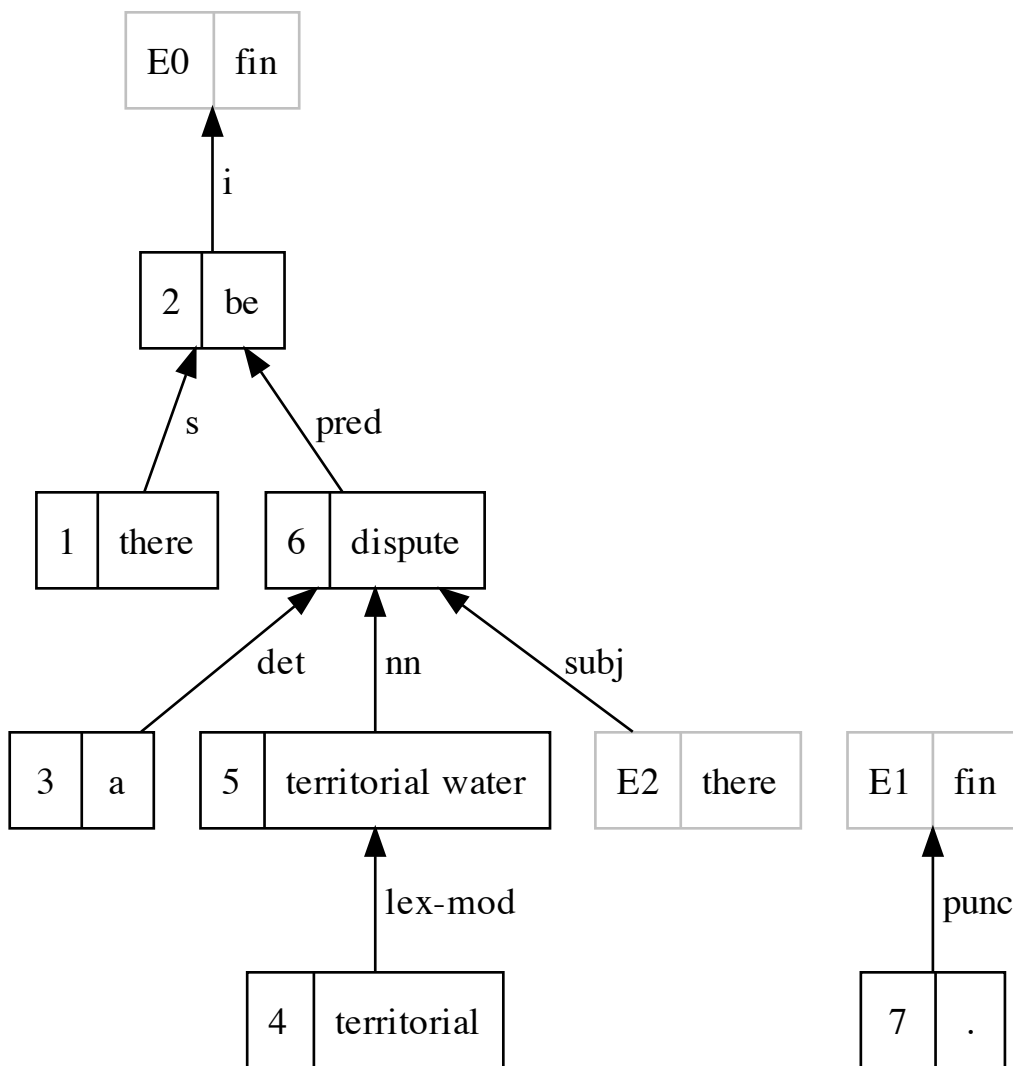 E0 fin
i
2 be
s pred
1 there 6 dispute
det nn subj
3 a 5 territorial water E2 there E1 fin
lex-mod punc
4 territorial 7 .